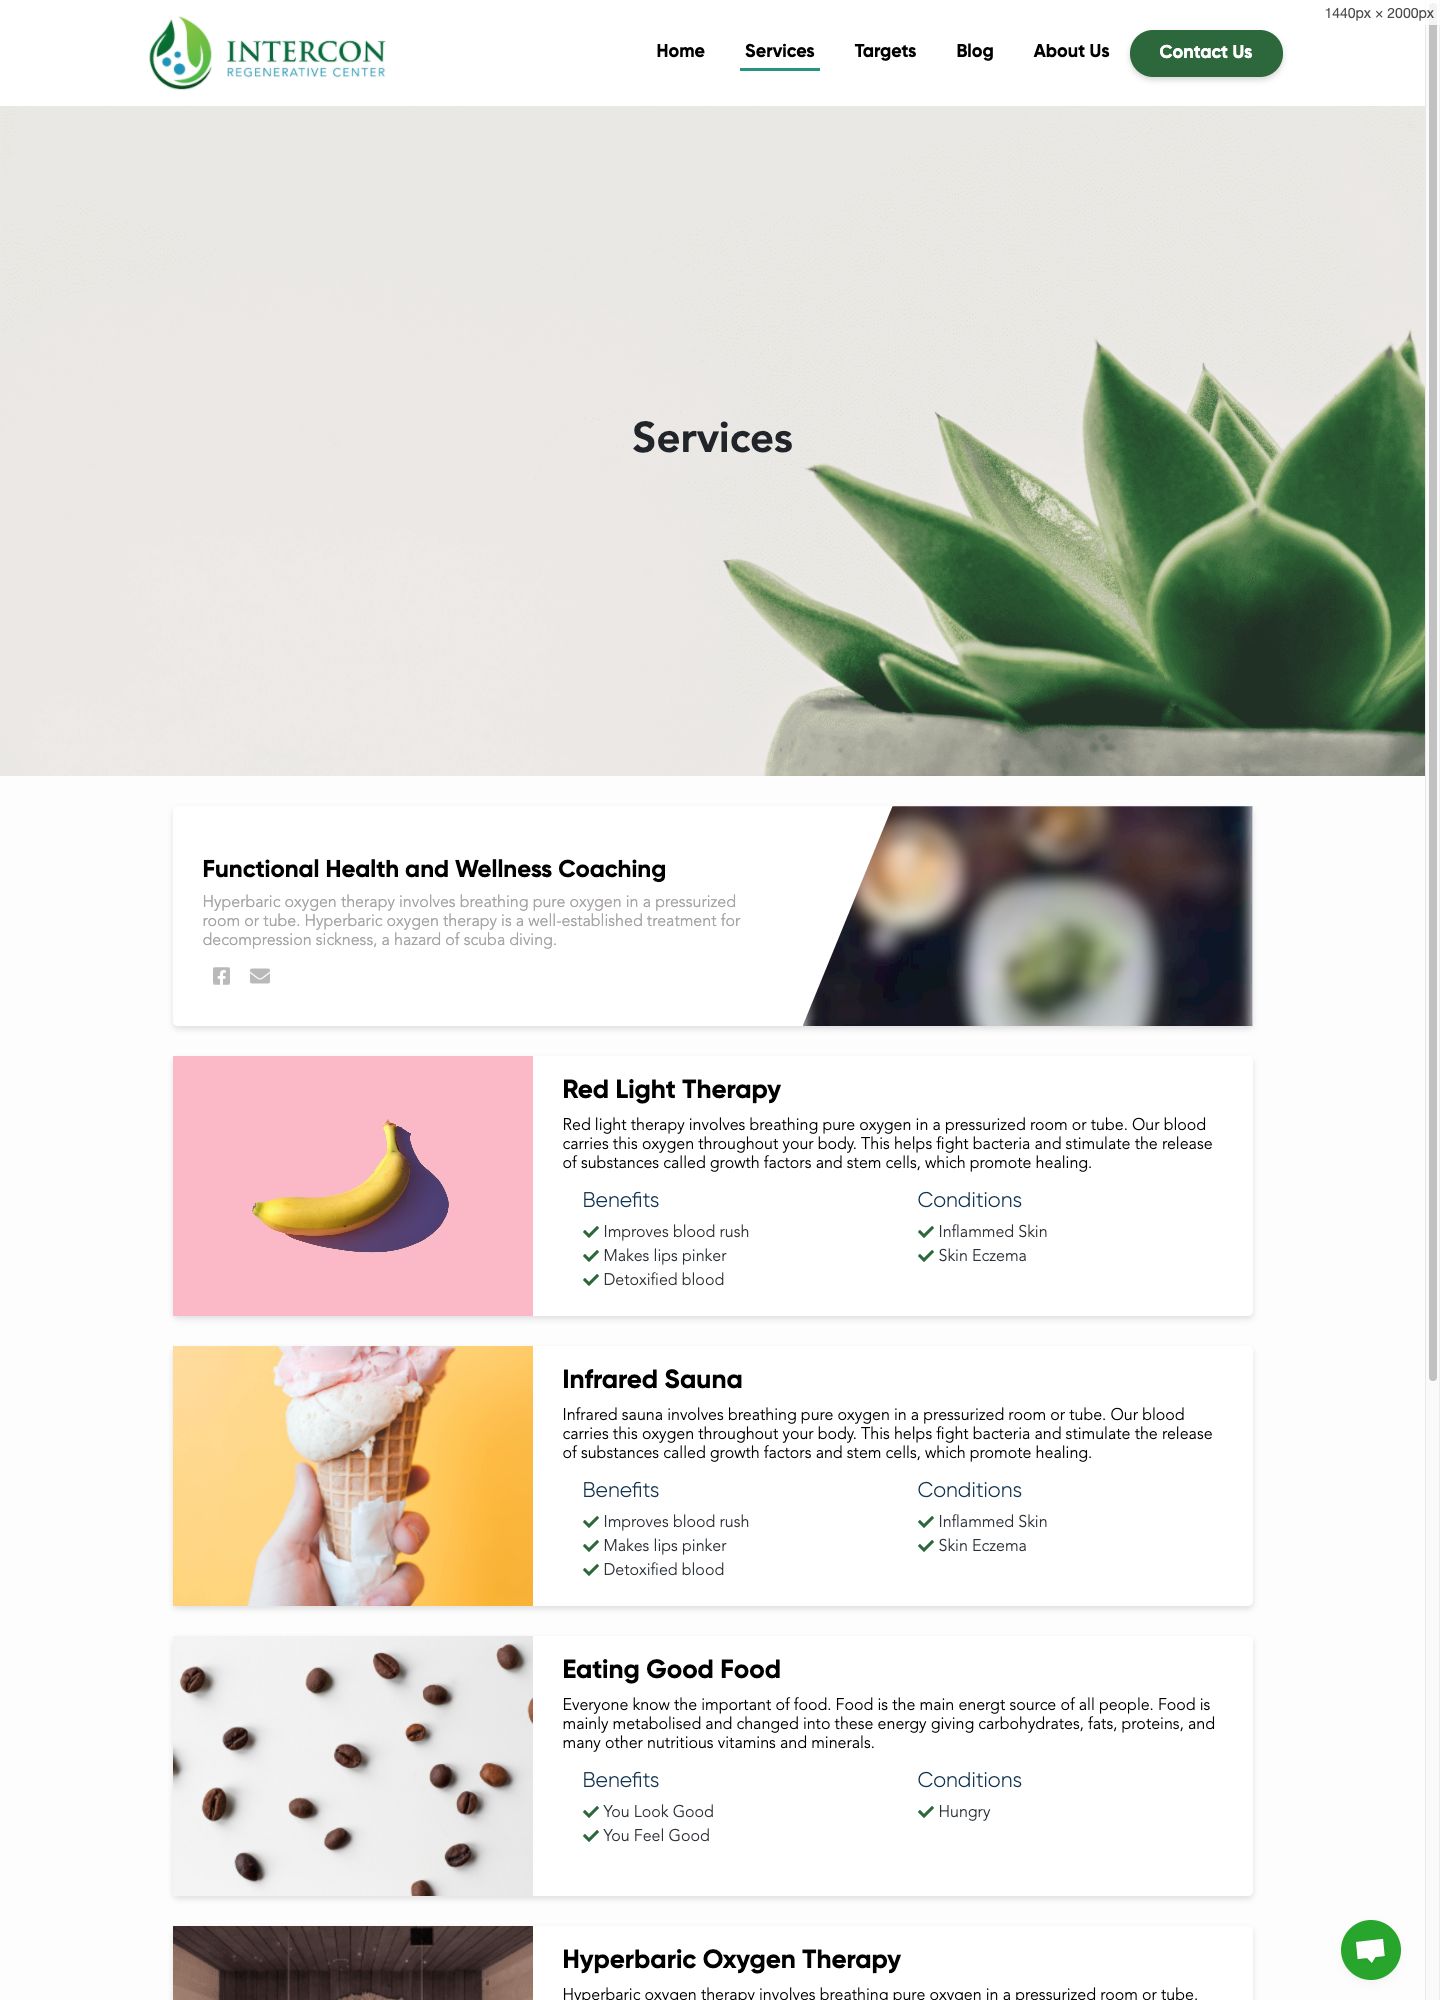 1440px × 2000px
INTERCON
REGENERATIVE CENTER
Home Services Targets Blog About Us Contact Us
Services
Functional Health and Wellness Coaching
Hyperbaric oxygen therapy involves breathing pure oxygen in a pressurized
room or tube. Hyperbaric oxygen therapy is a well-established treatment for
decompression sickness, a hazard of scuba diving.
Red Light Therapy
Red light therapy involves breathing pure oxygen in a pressurized room or tube. Our blood
carries this oxygen throughout your body. This helps fight bacteria and stimulate the release
of substances called growth factors and stem cells, which promote healing.
Benefits
Improves blood rush
Makes lips pinker
Detoxified blood
Conditions
Inflammed Skin
Skin Eczema
Infrared Sauna
Infrared sauna involves breathing pure oxygen in a pressurized room or tube. Our blood
carries this oxygen throughout your body. This helps fight bacteria and stimulate the release
of substances called growth factors and stem cells, which promote healing.
Benefits
Improves blood rush
Makes lips pinker
Detoxified blood
Conditions
Inflammed Skin
Skin Eczema
Eating Good Food
Everyone know the important of food. Food is the main energt source of all people. Food is
mainly metabolised and changed into these energy giving carbohydrates, fats, proteins, and
many other nutritious vitamins and minerals.
Benefits
You Look Good
You Feel Good
Conditions
Hungry
Hyperbaric Oxygen Therapy
Hyperbaric oxygen therapy involves breathing pure oxygen in a pressurized room or tube.